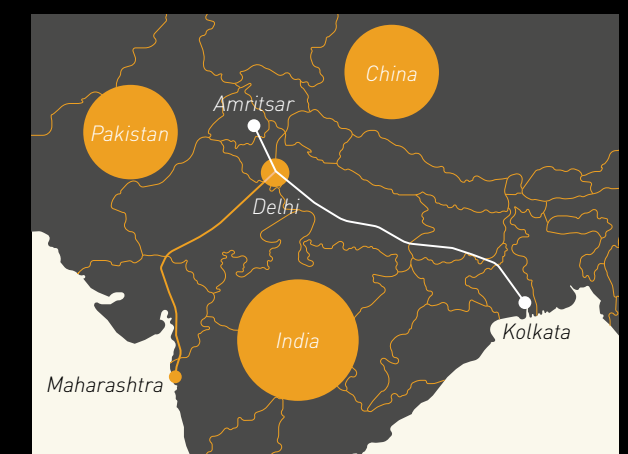 China
Amritsar
Pakistan
Delhi
India
Kolkata
Maharashtra